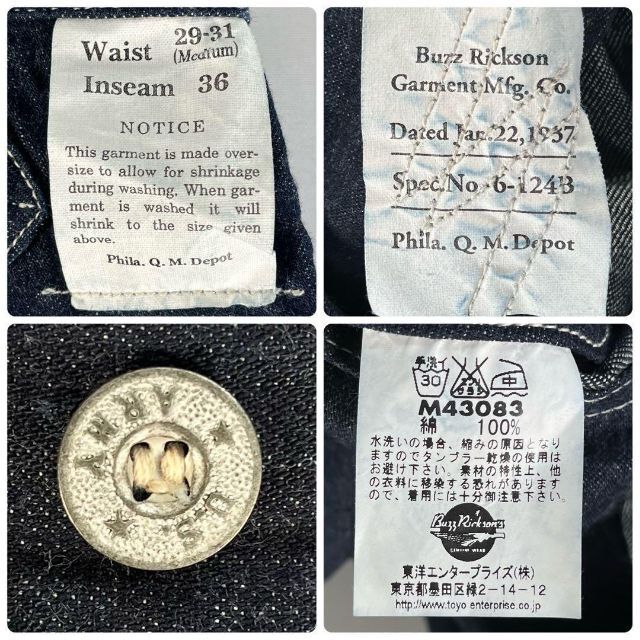 Waist 29-31 (Medium)
Inseam 36
NOTICE
This garment is made over-
size to allow for shrinkage
during washing. When gar-
ment is washed it will
shrink to the size given
above.
Phila. Q. M. Depot
Buzz Rickson
Garment Mfg. Co.
Dated Jan. 22, 1937
Spec. No 6-124B
Phila. Q. M. Depot
U.S. ★ ARMY ★
手洗イ
30 中
M43083
綿 100%
水洗いの場合、縮みの原因となり
ますのでタンブラー乾燥の使用は
お避け下さい。素材の特性上、他
の衣料に移染する恐れがあります
ので、着用には十分御注意下さい。
Buzz Rickson's
GENUINE WEAR
東洋エンタープライズ(株)
東京都墨田区緑2-14-12
http://www.toyo enterprise.co.jp